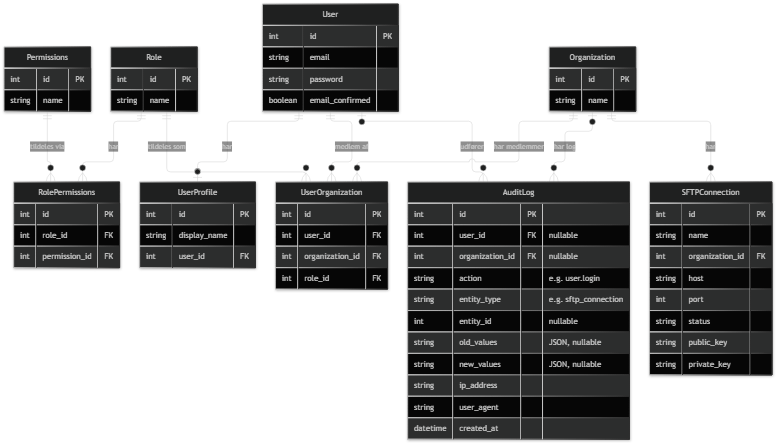 User
int id PK
string email
string password
boolean email_confirmed
Permissions
int id PK
string name
Role
int id PK
string name
Organization
int id PK
string name
tildeles via
har
tildeles som
har
medlem af
udfører
har medlemmer
har log
har
RolePermissions
int id PK
int role_id FK
int permission_id FK
UserProfile
int id PK
string display_name
int user_id FK
UserOrganization
int id PK
int user_id FK
int organization_id FK
int role_id FK
AuditLog
int id PK
int user_id FK nullable
int organization_id FK nullable
string action e.g. user.login
string entity_type e.g. sftp_connection
int entity_id nullable
string old_values JSON, nullable
string new_values JSON, nullable
string ip_address
string user_agent
datetime created_at
SFTPConnection
int id PK
string name
int organization_id FK
string host
int port
string status
string public_key
string private_key